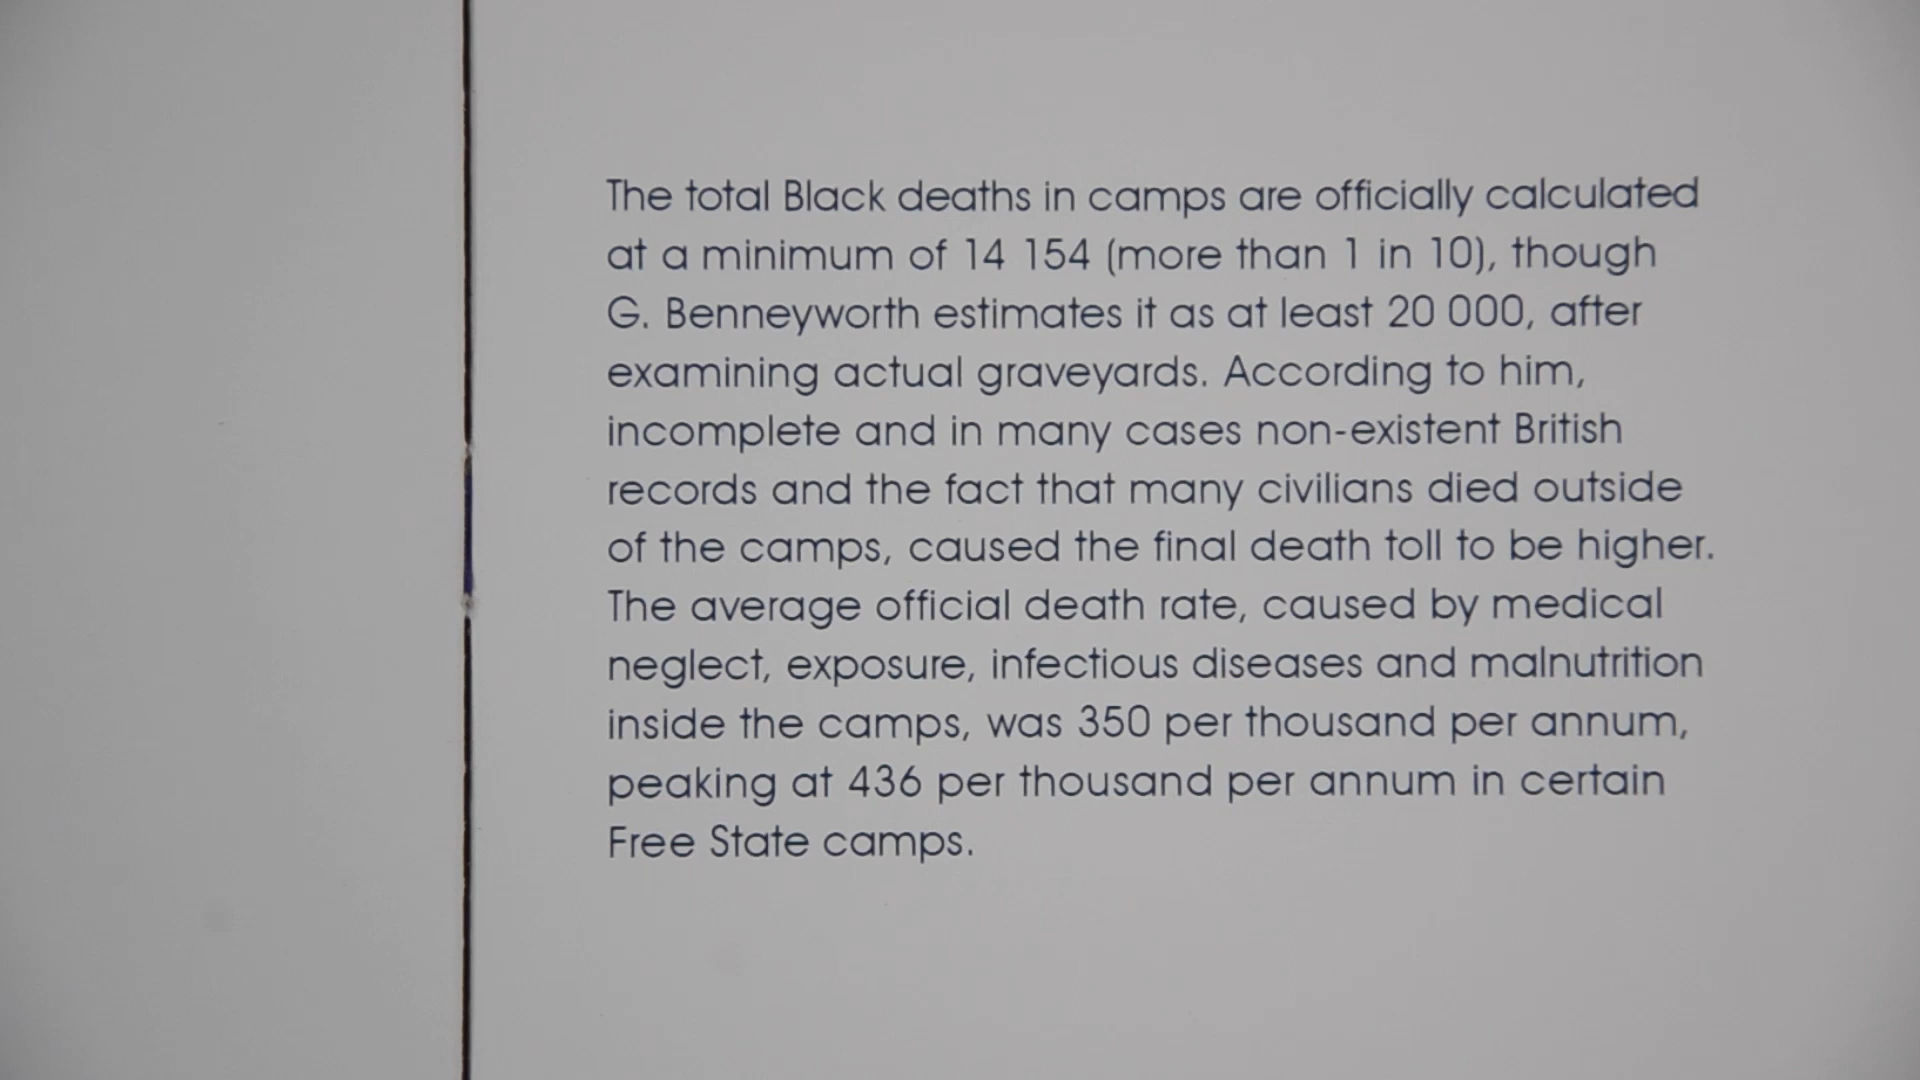 The total Black deaths in camps are officially calculated
at a minimum of 14 154 (more than 1 in 10), though
G. Benneyworth estimates it as at least 20 000, after
examining actual graveyards. According to him,
incomplete and in many cases non-existent British
records and the fact that many civilians died outside
of the camps, caused the final death toll to be higher.
The average official death rate, caused by medical
neglect, exposure, infectious diseases and malnutrition
inside the camps, was 350 per thousand per annum,
peaking at 436 per thousand per annum in certain
Free State camps.